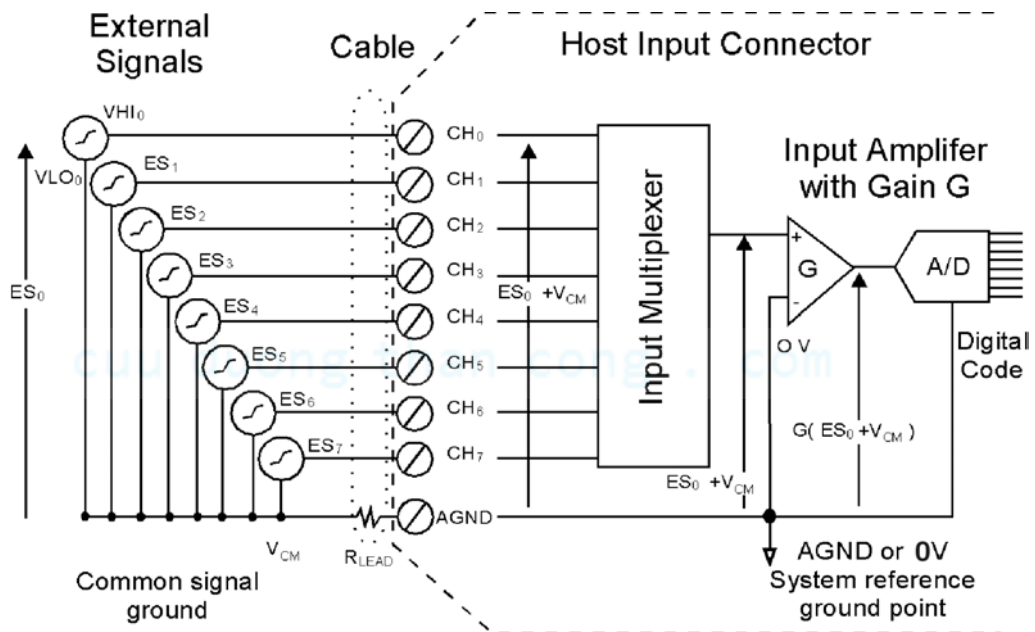 External
Signals
Cable
Host Input Connector
VHI0
CH0
VLO0
ES1
CH1
Input Amplifer
with Gain G
ES2
CH2
Input Multiplexer
+
G
-
A/D
ES3
CH3
ES0
ES0 +VCM
ES4
CH4
O V
Digital
Code
cuu duong than cong . com
ES5
CH5
ES6
CH6
G( ES0 +VCM )
ES7
CH7
ES0 +VCM
AGND
VCM
RLEAD
AGND or 0V
System reference
ground point
Common signal
ground